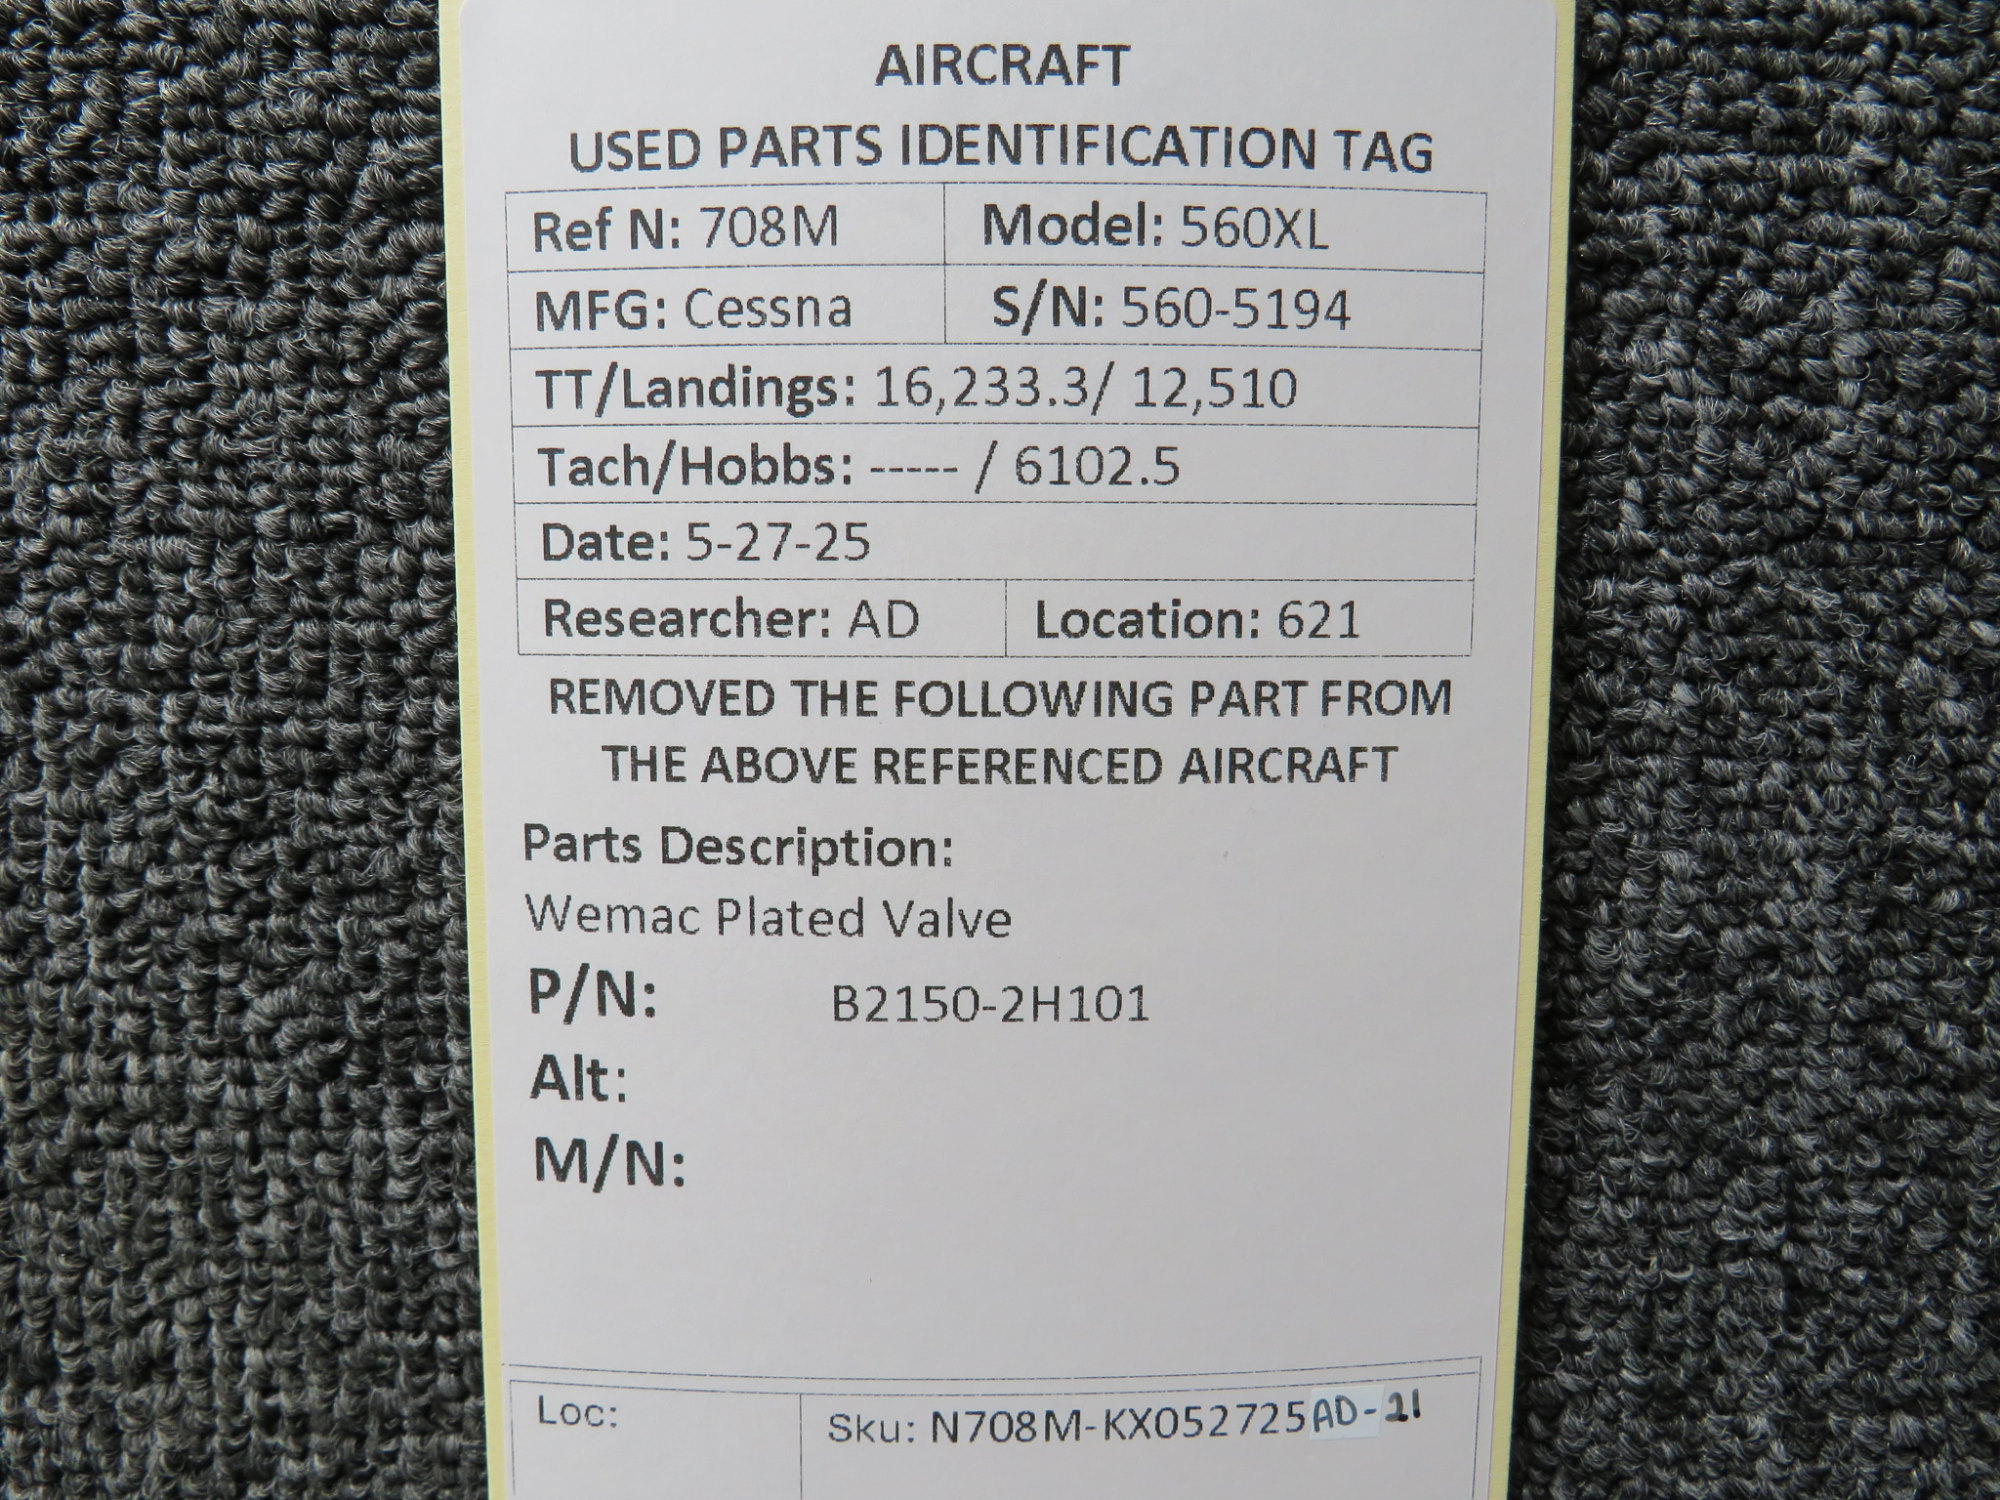 AIRCRAFT
USED PARTS IDENTIFICATION TAG
Ref N: 708M Model: 560XL
MFG: Cessna S/N: 560-5194
TT/Landings: 16,233.3/ 12,510
Tach/Hobbs: ----- / 6102.5
Date: 5-27-25
Researcher: AD Location: 621
REMOVED THE FOLLOWING PART FROM
THE ABOVE REFERENCED AIRCRAFT
Parts Description:
Wemac Plated Valve
P/N: B2150-2H101
Alt:
M/N:
Loc: Sku: N708M-KX052725AD-21